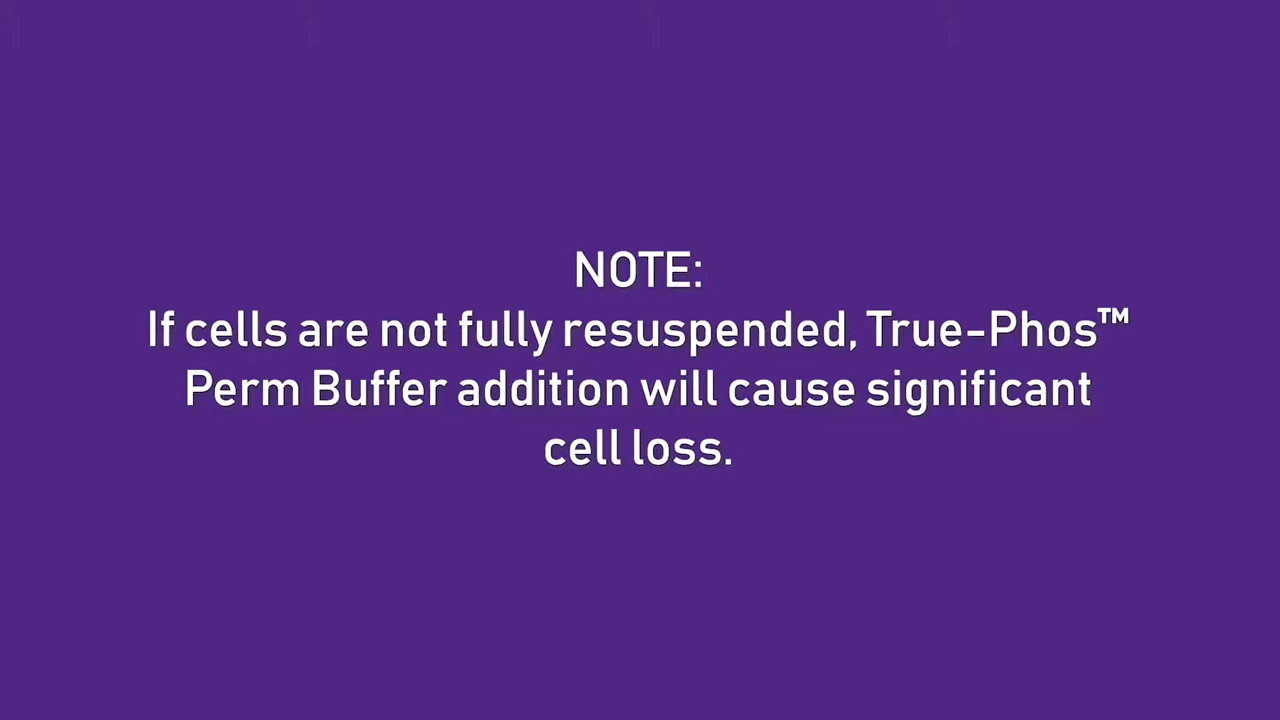 NOTE:
If cells are not fully resuspended, True-Phos™
Perm Buffer addition will cause significant
cell loss.